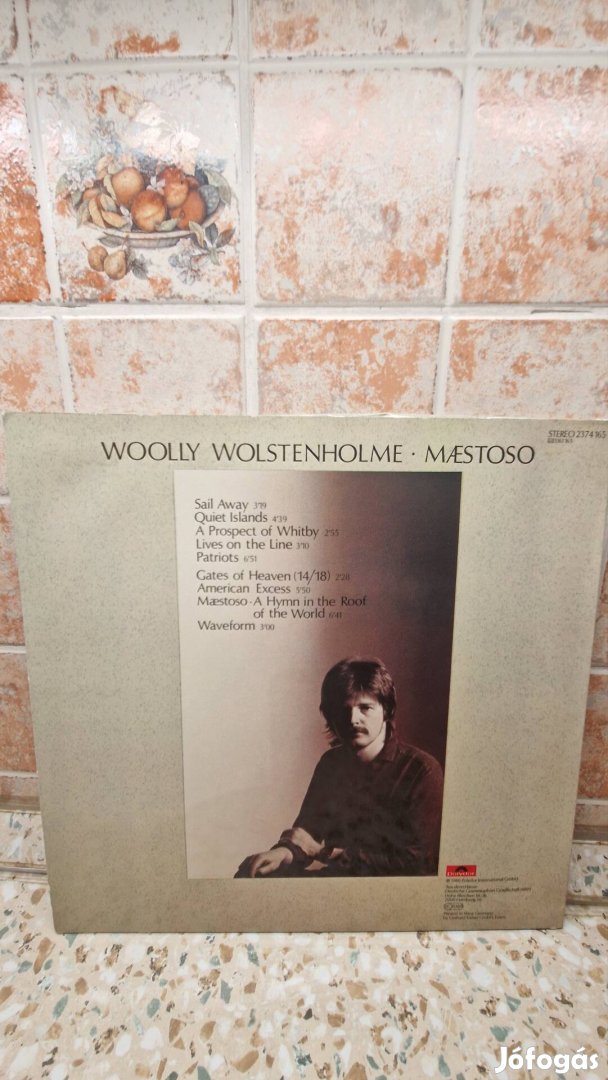 WOOLLY WOLSTENHOLME · MÆSTOSO
STEREO 2374 165
Sail Away 3'19
Quiet Islands 4'39
A Prospect of Whitby 2'55
Lives on the Line 3'10
Patriots 6'51
Gates of Heaven (14/18) 2'28
American Excess 5'50
Mæstoso · A Hymn in the Roof
of the World 6'41
Waveform 3'00
Polydor
Jófogás